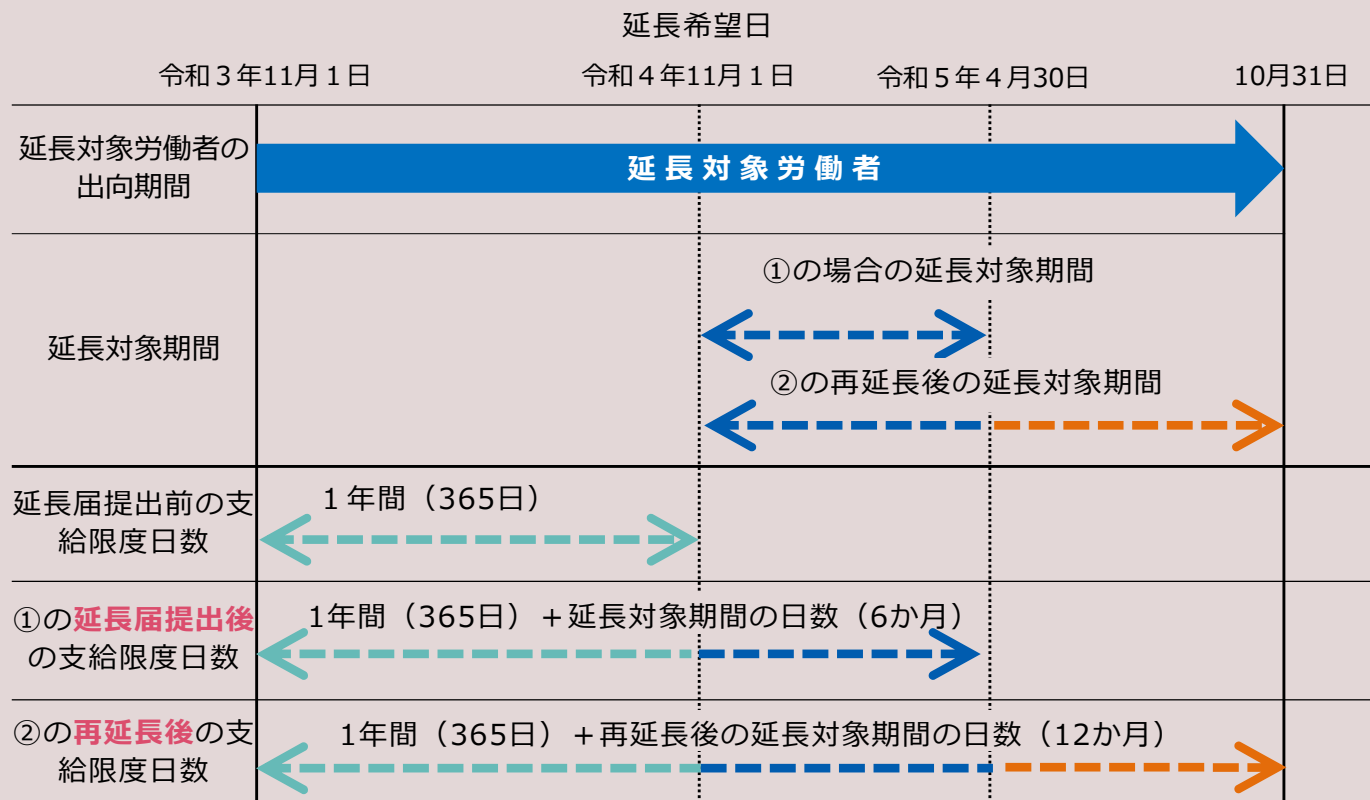 延長希望日
令和３年11月１日
令和４年11月１日
令和５年４月30日
10月31日
延長対象労働者の
出向期間
延長対象労働者
延長対象期間
①の場合の延長対象期間
②の再延長後の延長対象期間
延長届提出前の支
給限度日数
１年間（365日）
①の延長届提出後
の支給限度日数
1年間（365日）＋延長対象期間の日数（6か月）
②の再延長後の支
給限度日数
1年間（365日）＋再延長後の延長対象期間の日数（12か月）